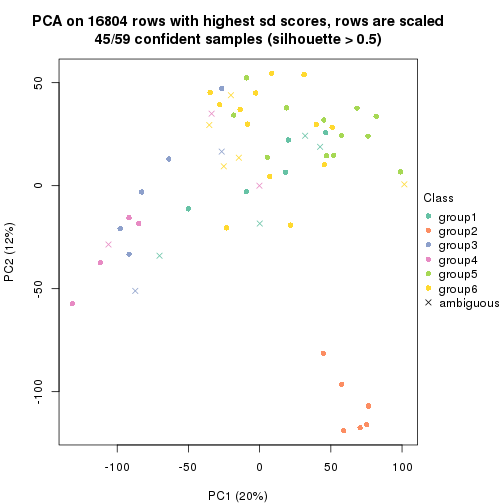 PCA on 16804 rows with highest sd scores, rows are scaled
45/59 confident samples (silhouette > 0.5)
50
0
-50
-100
PC2 (12%)
-100
-50
0
50
100
PC1 (20%)
Class
group1
group2
group3
group4
group5
group6
ambiguous